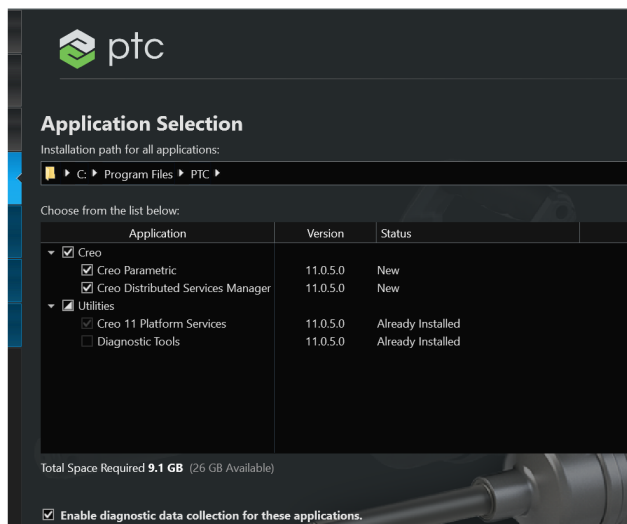 ptc
Application Selection
Installation path for all applications:
C: Program Files PTC
Choose from the list below:
Application Version Status
Creo
Creo Parametric 11.0.5.0 New
Creo Distributed Services Manager 11.0.5.0 New
Utilities
Creo 11 Platform Services 11.0.5.0 Already Installed
Diagnostic Tools 11.0.5.0 Already Installed
Total Space Required 9.1 GB (26 GB Available)
Enable diagnostic data collection for these applications.